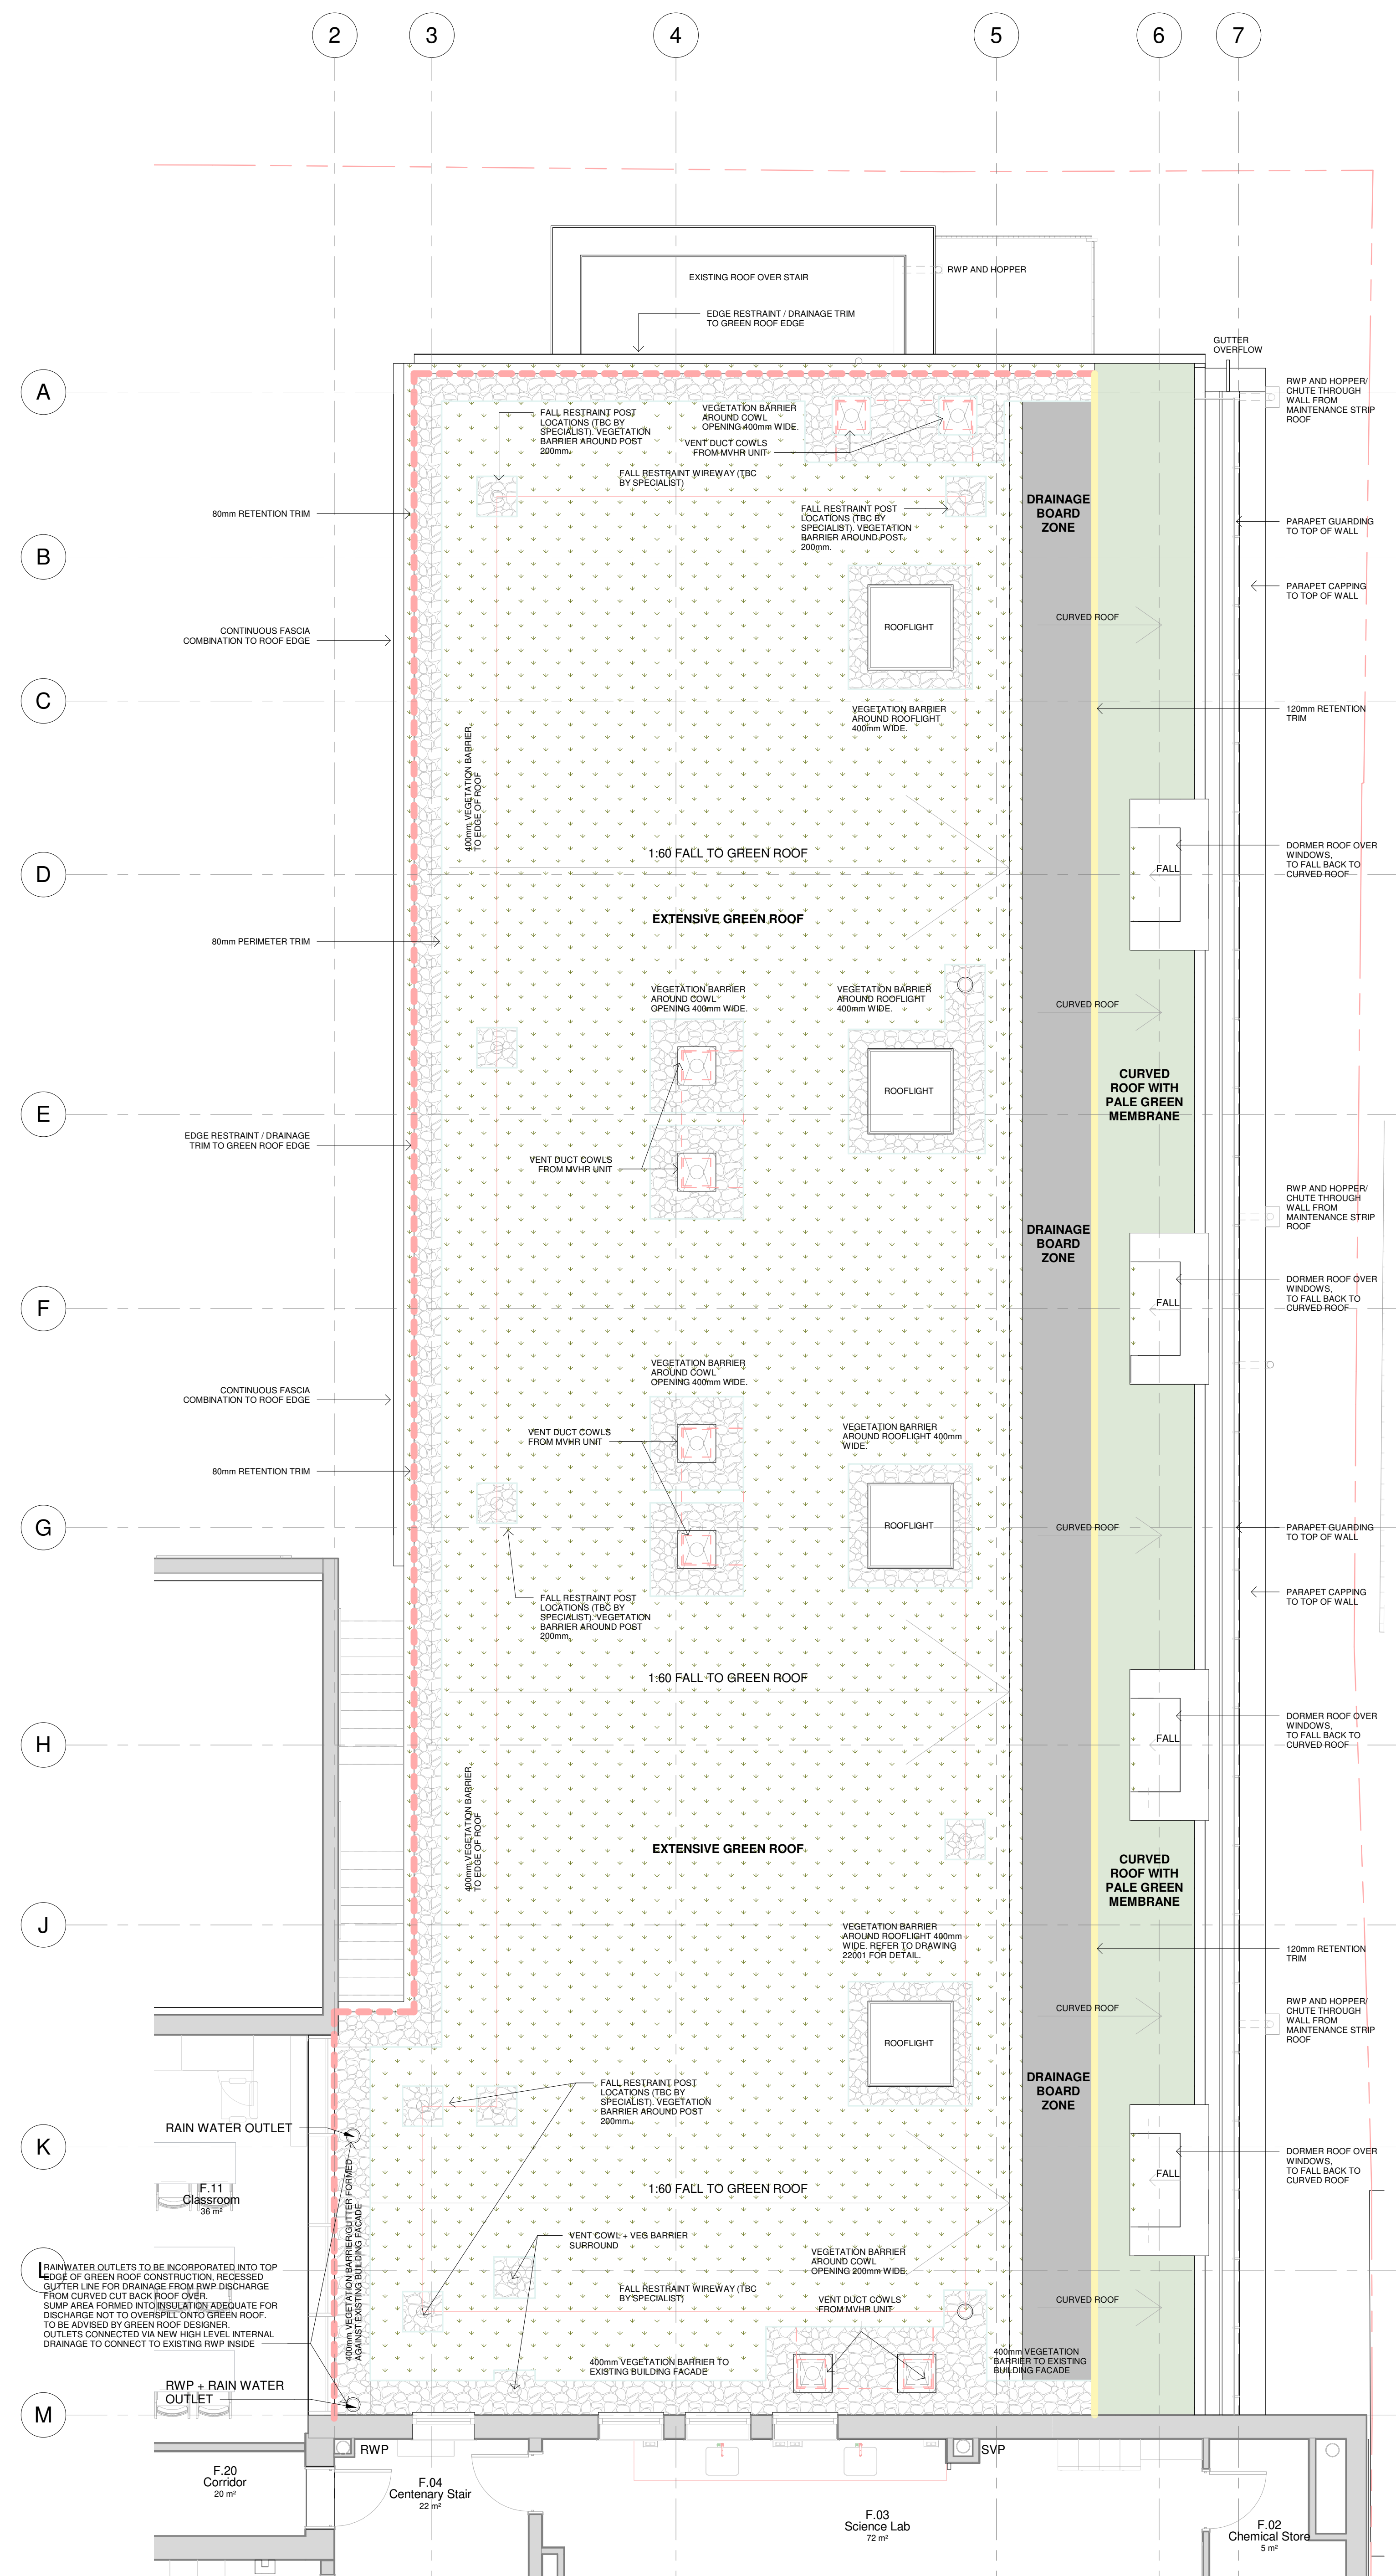 2
3
4
5
6
7
EXISTING ROOF OVER STAIR
RWP AND HOPPER
EDGE RESTRAINT / DRAINAGE TRIM
TO GREEN ROOF EDGE
GUTTER
OVERFLOW
A
FALL RESTRAINT POST
LOCATIONS (TBC BY
SPECIALIST). VEGETATION
BARRIER AROUND POST
200mm.
VEGETATION BARRIER
AROUND COWL
OPENING 400mm WIDE.
VENT DUCT COWLS
FROM MVHR UNIT
RWP AND HOPPER/
CHUTE THROUGH
WALL FROM
MAINTENANCE STRIP
ROOF
FALL RESTRAINT WIREWAY (TBC
BY SPECIALIST)
80mm RETENTION TRIM
FALL RESTRAINT POST
LOCATIONS (TBC BY
SPECIALIST). VEGETATION
BARRIER AROUND POST
200mm.
DRAINAGE
BOARD
ZONE
PARAPET GUARDING
TO TOP OF WALL
B
PARAPET CAPPING
TO TOP OF WALL
CONTINUOUS FASCIA
COMBINATION TO ROOF EDGE
ROOFLIGHT
CURVED ROOF
C
VEGETATION BARRIER
AROUND ROOFLIGHT
400mm WIDE.
120mm RETENTION
TRIM
400mm VEGETATION BARRIER
TO EDGE OF ROOF
1:60 FALL TO GREEN ROOF
D
FALL
DORMER ROOF OVER
WINDOWS,
TO FALL BACK TO
CURVED ROOF
EXTENSIVE GREEN ROOF
80mm PERIMETER TRIM
VEGETATION BARRIER
AROUND COWL
OPENING 400mm WIDE.
VEGETATION BARRIER
AROUND ROOFLIGHT
400mm WIDE.
CURVED ROOF
ROOFLIGHT
CURVED
ROOF WITH
PALE GREEN
MEMBRANE
E
EDGE RESTRAINT / DRAINAGE
TRIM TO GREEN ROOF EDGE
VENT DUCT COWLS
FROM MVHR UNIT
RWP AND HOPPER/
CHUTE THROUGH
WALL FROM
MAINTENANCE STRIP
ROOF
DRAINAGE
BOARD
ZONE
F
FALL
DORMER ROOF OVER
WINDOWS,
TO FALL BACK TO
CURVED ROOF
VEGETATION BARRIER
AROUND COWL
OPENING 400mm WIDE.
CONTINUOUS FASCIA
COMBINATION TO ROOF EDGE
VENT DUCT COWLS
FROM MVHR UNIT
VEGETATION BARRIER
AROUND ROOFLIGHT 400mm
WIDE.
80mm RETENTION TRIM
G
ROOFLIGHT
CURVED ROOF
PARAPET GUARDING
TO TOP OF WALL
PARAPET CAPPING
TO TOP OF WALL
FALL RESTRAINT POST
LOCATIONS (TBC BY
SPECIALIST). VEGETATION
BARRIER AROUND POST
200mm.
1:60 FALL TO GREEN ROOF
H
FALL
DORMER ROOF OVER
WINDOWS,
TO FALL BACK TO
CURVED ROOF
400mm VEGETATION BARRIER
TO EDGE OF ROOF
EXTENSIVE GREEN ROOF
CURVED
ROOF WITH
PALE GREEN
MEMBRANE
J
VEGETATION BARRIER
AROUND ROOFLIGHT 400mm
WIDE. REFER TO DRAWING
22001 FOR DETAIL.
120mm RETENTION
TRIM
CURVED ROOF
RWP AND HOPPER/
CHUTE THROUGH
WALL FROM
MAINTENANCE STRIP
ROOF
ROOFLIGHT
DRAINAGE
BOARD
ZONE
FALL RESTRAINT POST
LOCATIONS (TBC BY
SPECIALIST). VEGETATION
BARRIER AROUND POST
200mm.
RAIN WATER OUTLET
K
F.11
Classroom
36 m²
400mm VEGETATION BARRIER/GUTTER FORMED
AGAINST EXISTING BUILDING FACADE
1:60 FALL TO GREEN ROOF
FALL
DORMER ROOF OVER
WINDOWS,
TO FALL BACK TO
CURVED ROOF
VENT COWL + VEG BARRIER
SURROUND
VEGETATION BARRIER
AROUND COWL
OPENING 200mm WIDE.
L
RAINWATER OUTLETS TO BE INCORPORATED INTO TOP
EDGE OF GREEN ROOF CONSTRUCTION, RECESSED
GUTTER LINE FOR DRAINAGE FROM RWP DISCHARGE
FROM CURVED CUT BACK ROOF OVER.
SUMP AREA FORMED INTO INSULATION ADEQUATE FOR
DISCHARGE NOT TO OVERSPILL ONTO GREEN ROOF.
TO BE ADVISED BY GREEN ROOF DESIGNER.
OUTLETS CONNECTED VIA NEW HIGH LEVEL INTERNAL
DRAINAGE TO CONNECT TO EXISTING RWP INSIDE
FALL RESTRAINT WIREWAY (TBC
BY SPECIALIST)
VENT DUCT COWLS
FROM MVHR UNIT
CURVED ROOF
400mm VEGETATION BARRIER TO
EXISTING BUILDING FACADE
400mm VEGETATION
BARRIER TO EXISTING
BUILDING FACADE
RWP + RAIN WATER
OUTLET
M
RWP
SVP
F.20
Corridor
20 m²
F.04
Centenary Stair
22 m²
F.03
Science Lab
72 m²
F.02
Chemical Store
5 m²